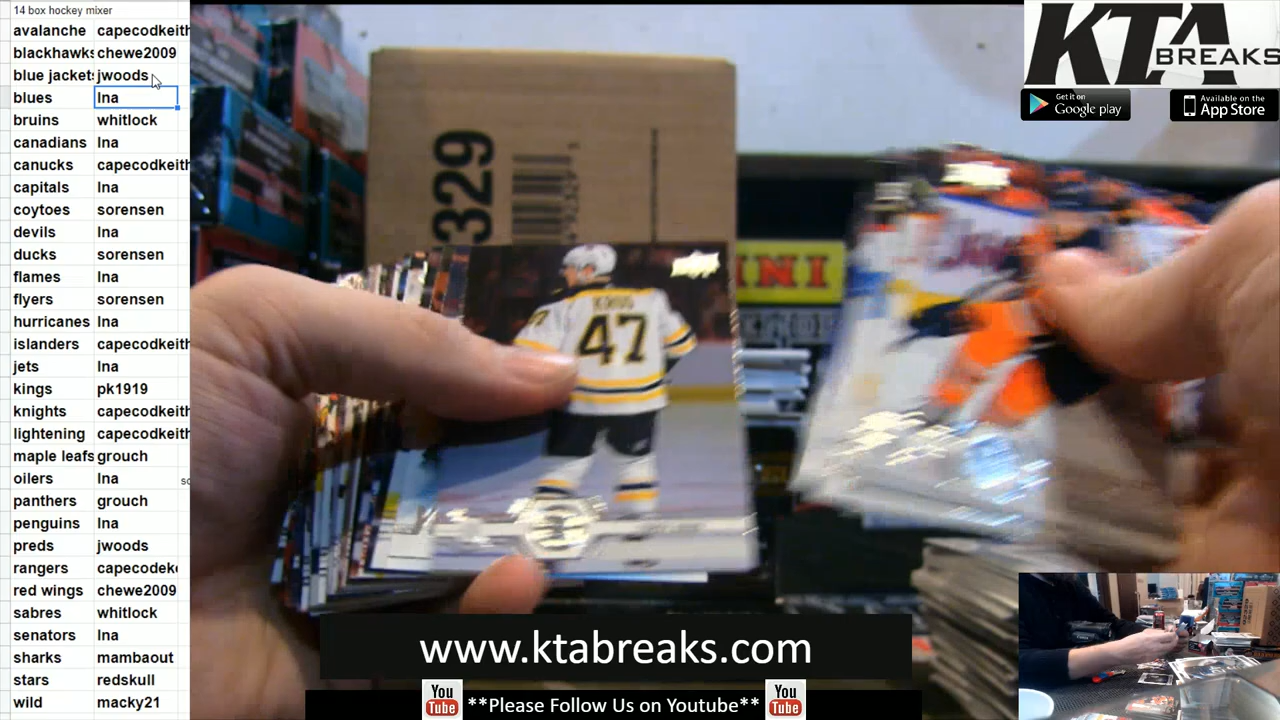 14 box hockey mixer
avalanche capecodkeith
blackhawks chewe2009
blue jackets jwoods
blues lna
bruins whitlock
canadians lna
canucks capecodkeith
capitals lna
coytoes sorensen
devils lna
ducks sorensen
flames lna
flyers sorensen
hurricanes lna
islanders capecodkeith
jets lna
kings pk1919
knights capecodkeith
lightening capecodkeith
maple leafs grouch
oilers lna
panthers grouch
penguins lna
preds jwoods
rangers capecodeke
red wings chewe2009
sabres whitlock
senators lna
sharks mambaout
stars redskull
wild macky21
KTA
BREAKS
Get it on
Google play
Available on the
App Store
329
KRUG
47
www.ktabreaks.com
You Tube **Please Follow Us on Youtube** You Tube